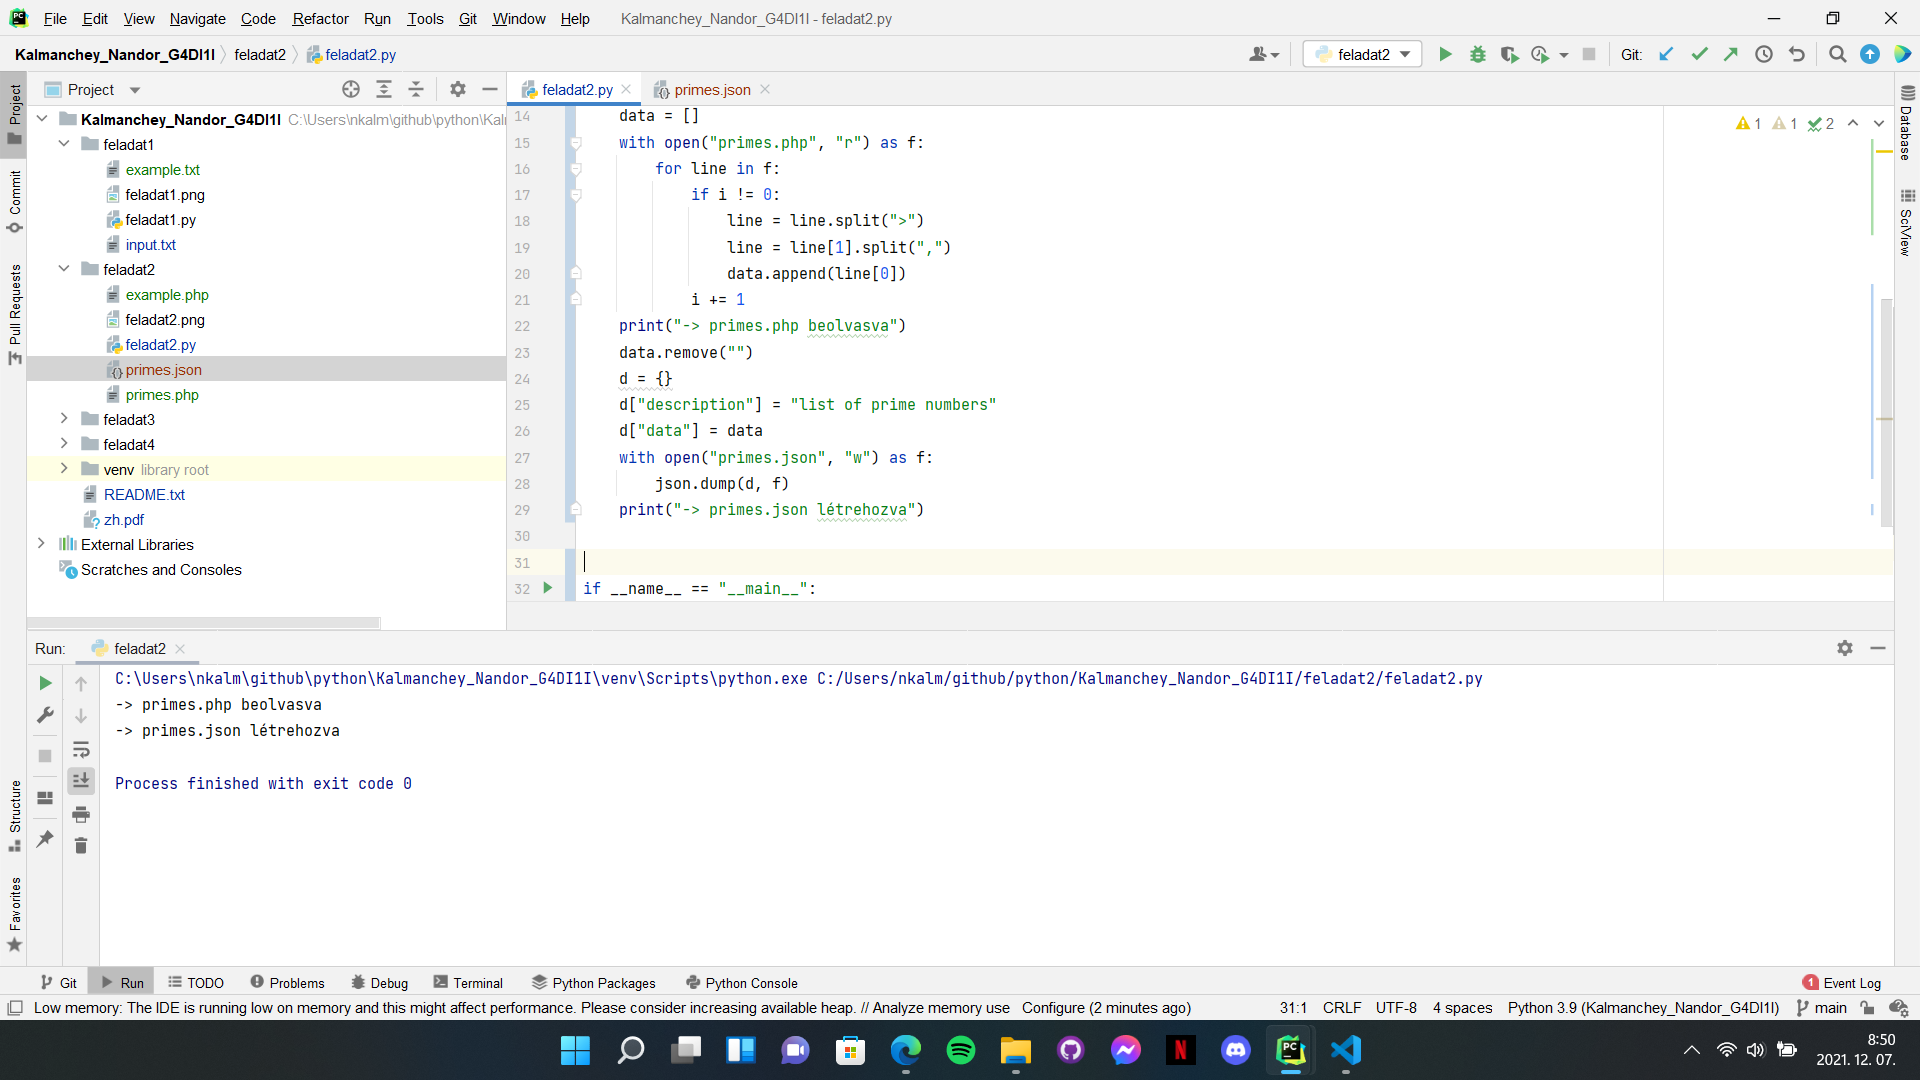 File Edit View Navigate Code Refactor Run Tools Git Window Help Kalmanchey_Nandor_G4DI1I - feladat2.py
Kalmanchey_Nandor_G4DI1I feladat2 feladat2.py feladat2 Git:
Project
Commit
Pull Requests
Structure
Favorites
Project
Kalmanchey_Nandor_G4DI1I C:\Users\nkalm\github\python\Kal
feladat1
example.txt
feladat1.png
feladat1.py
input.txt
feladat2
example.php
feladat2.png
feladat2.py
primes.json
primes.php
feladat3
feladat4
venv library root
README.txt
zh.pdf
External Libraries
Scratches and Consoles
feladat2.py primes.json
1 1 2
14 data = []
15 with open("primes.php", "r") as f:
16 for line in f:
17 if i != 0:
18 line = line.split(">")
19 line = line[1].split(",")
20 data.append(line[0])
21 i += 1
22 print("-> primes.php beolvasva")
23 data.remove("")
24 d = {}
25 d["description"] = "list of prime numbers"
26 d["data"] = data
27 with open("primes.json", "w") as f:
28 json.dump(d, f)
29 print("-> primes.json létrehozva")
30
31
32 if __name__ == "__main__":
Database
SciView
Run: feladat2
C:\Users\nkalm\github\python\Kalmanchey_Nandor_G4DI1I\venv\Scripts\python.exe C:/Users/nkalm/github/python/Kalmanchey_Nandor_G4DI1I/feladat2/feladat2.py
-> primes.php beolvasva
-> primes.json létrehozva
Process finished with exit code 0
Git Run TODO Problems Debug Terminal Python Packages Python Console 1 Event Log
Low memory: The IDE is running low on memory and this might affect performance. Please consider increasing available heap. // Analyze memory use Configure (2 minutes ago) 31:1 CRLF UTF-8 4 spaces Python 3.9 (Kalmanchey_Nandor_G4DI1I) main
8:50
2021. 12. 07.